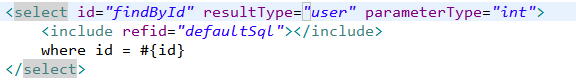 <select id="findById" resultType="user" parameterType="int">
<include refid="defaultSql"></include>
where id = #{id}
</select>